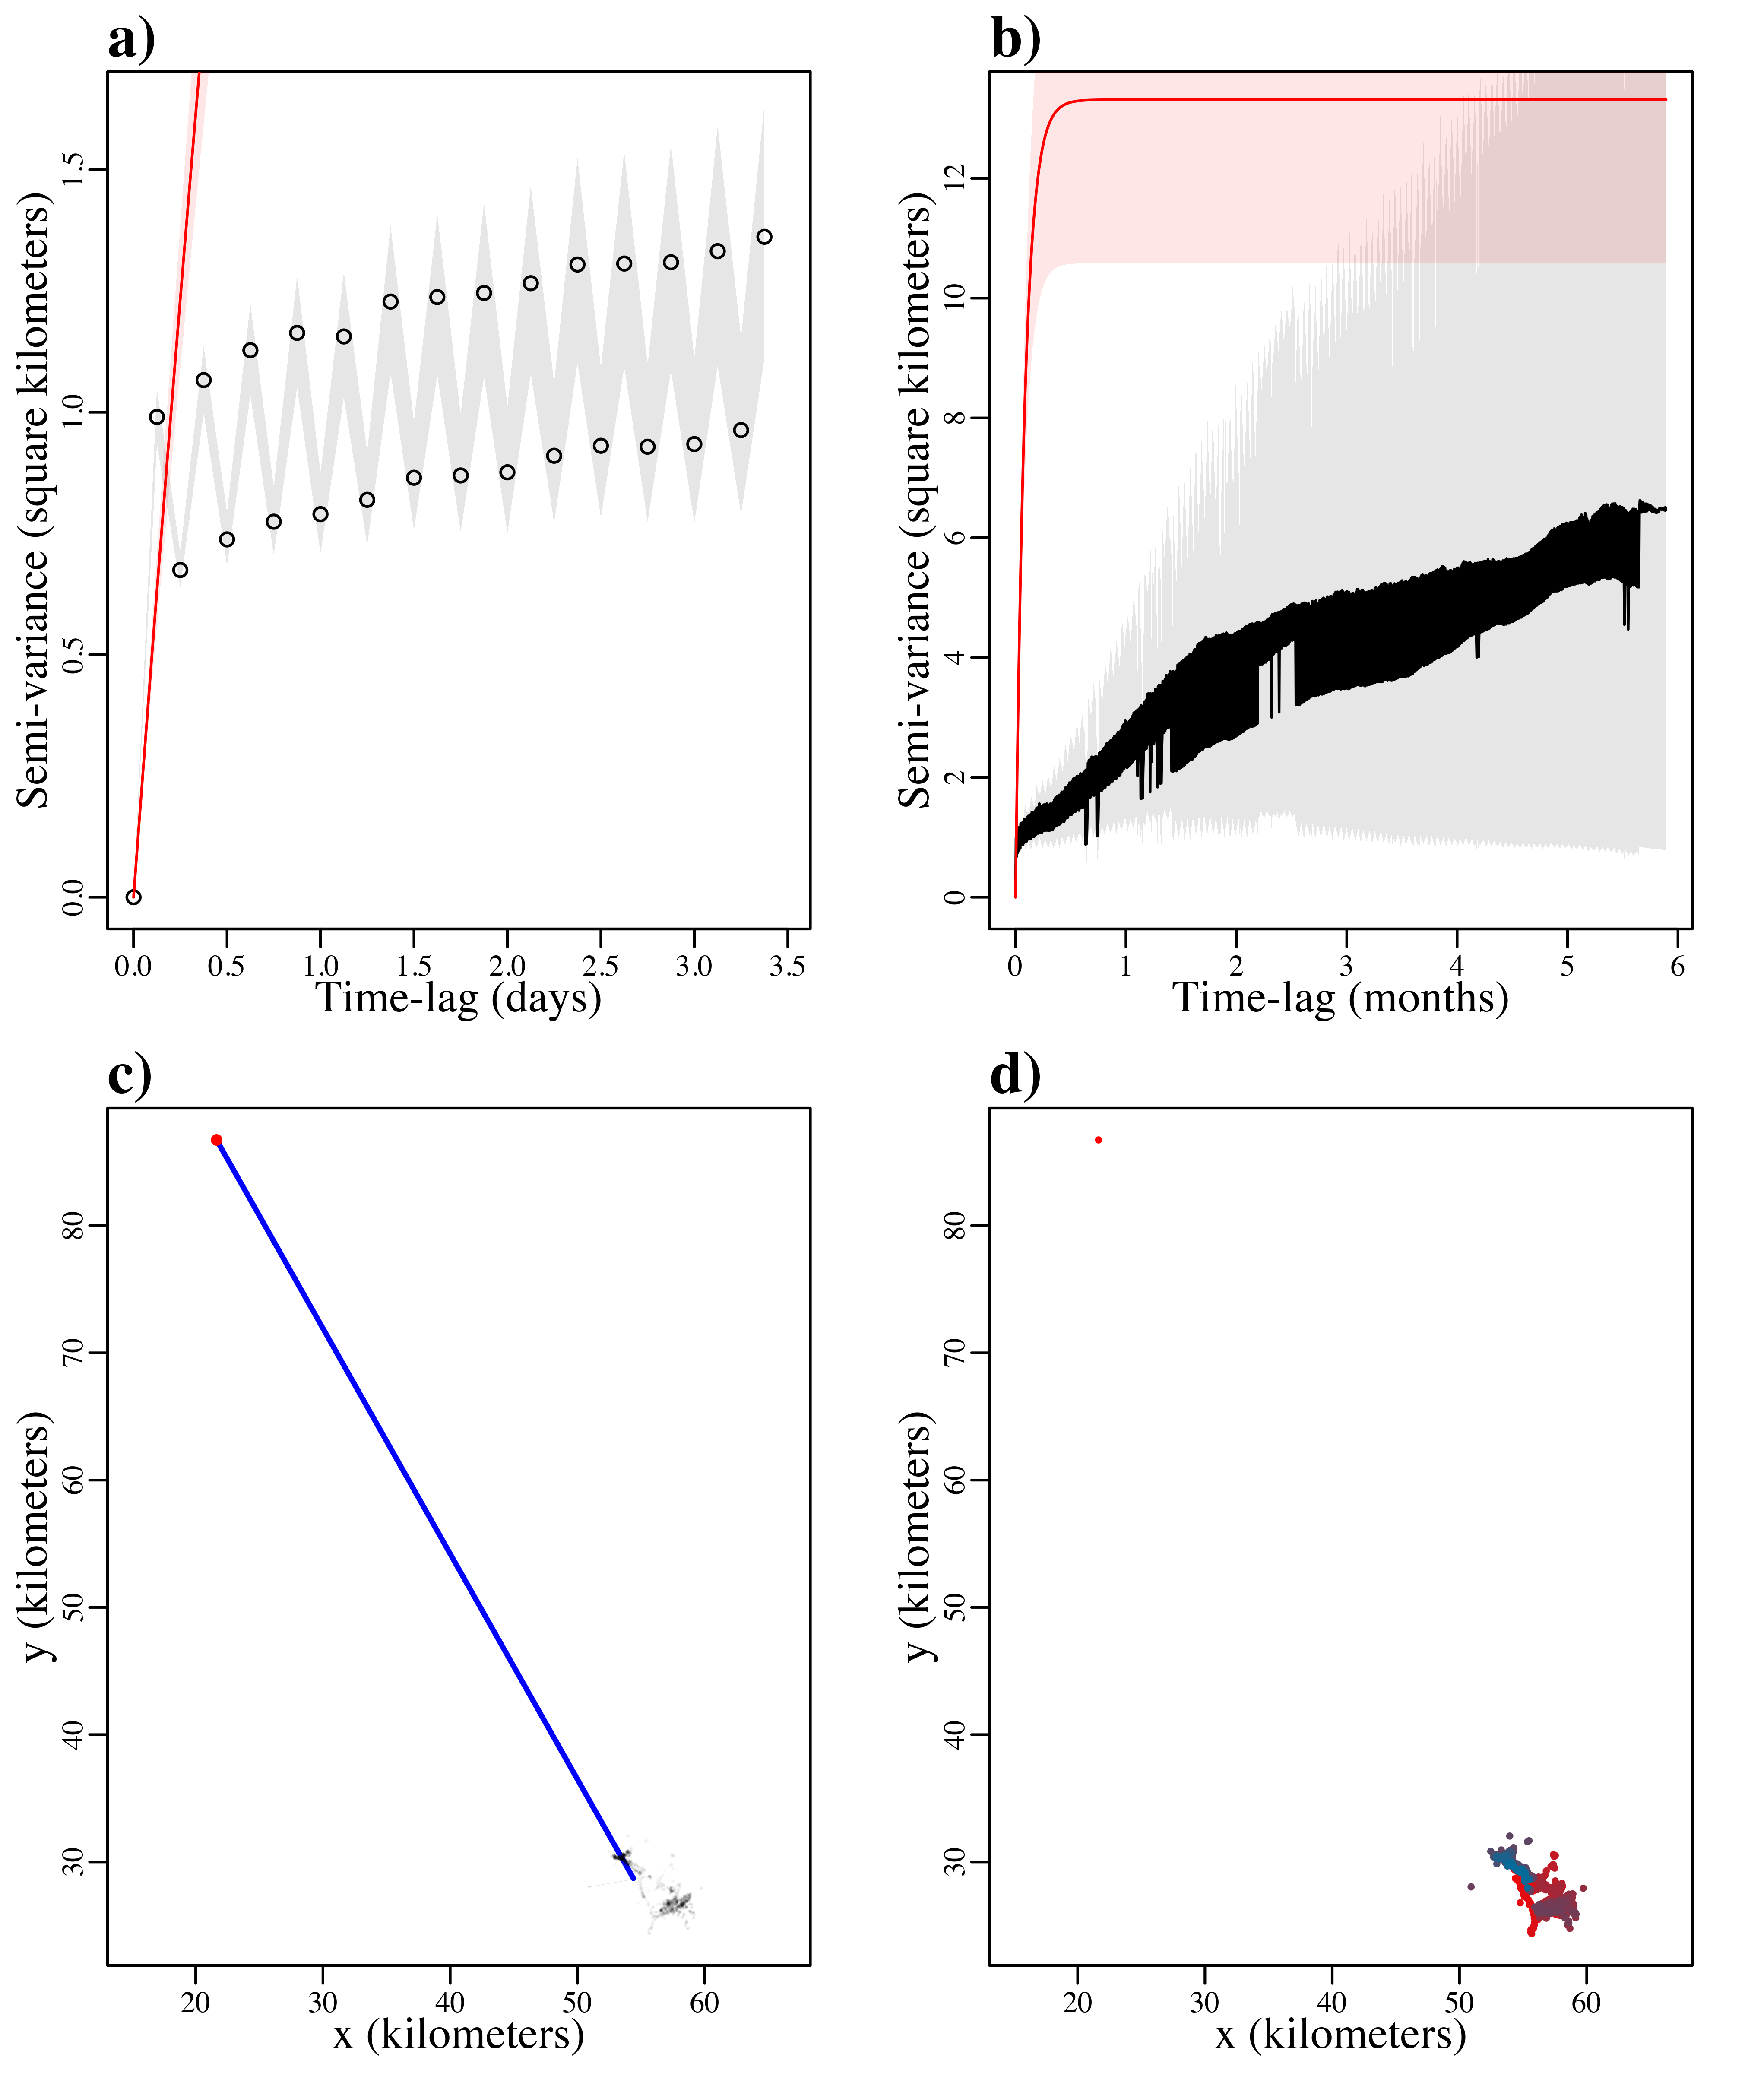 a)
Semi-variance (square kilometers)
0.0 0.5 1.0 1.5
0.0 0.5 1.0 1.5 2.0 2.5 3.0 3.5
Time-lag (days)
b)
Semi-variance (square kilometers)
0 2 4 6 8 10 12
0 1 2 3 4 5 6
Time-lag (months)
c)
y (kilometers)
30 40 50 60 70 80
20 30 40 50 60
x (kilometers)
d)
y (kilometers)
30 40 50 60 70 80
20 30 40 50 60
x (kilometers)